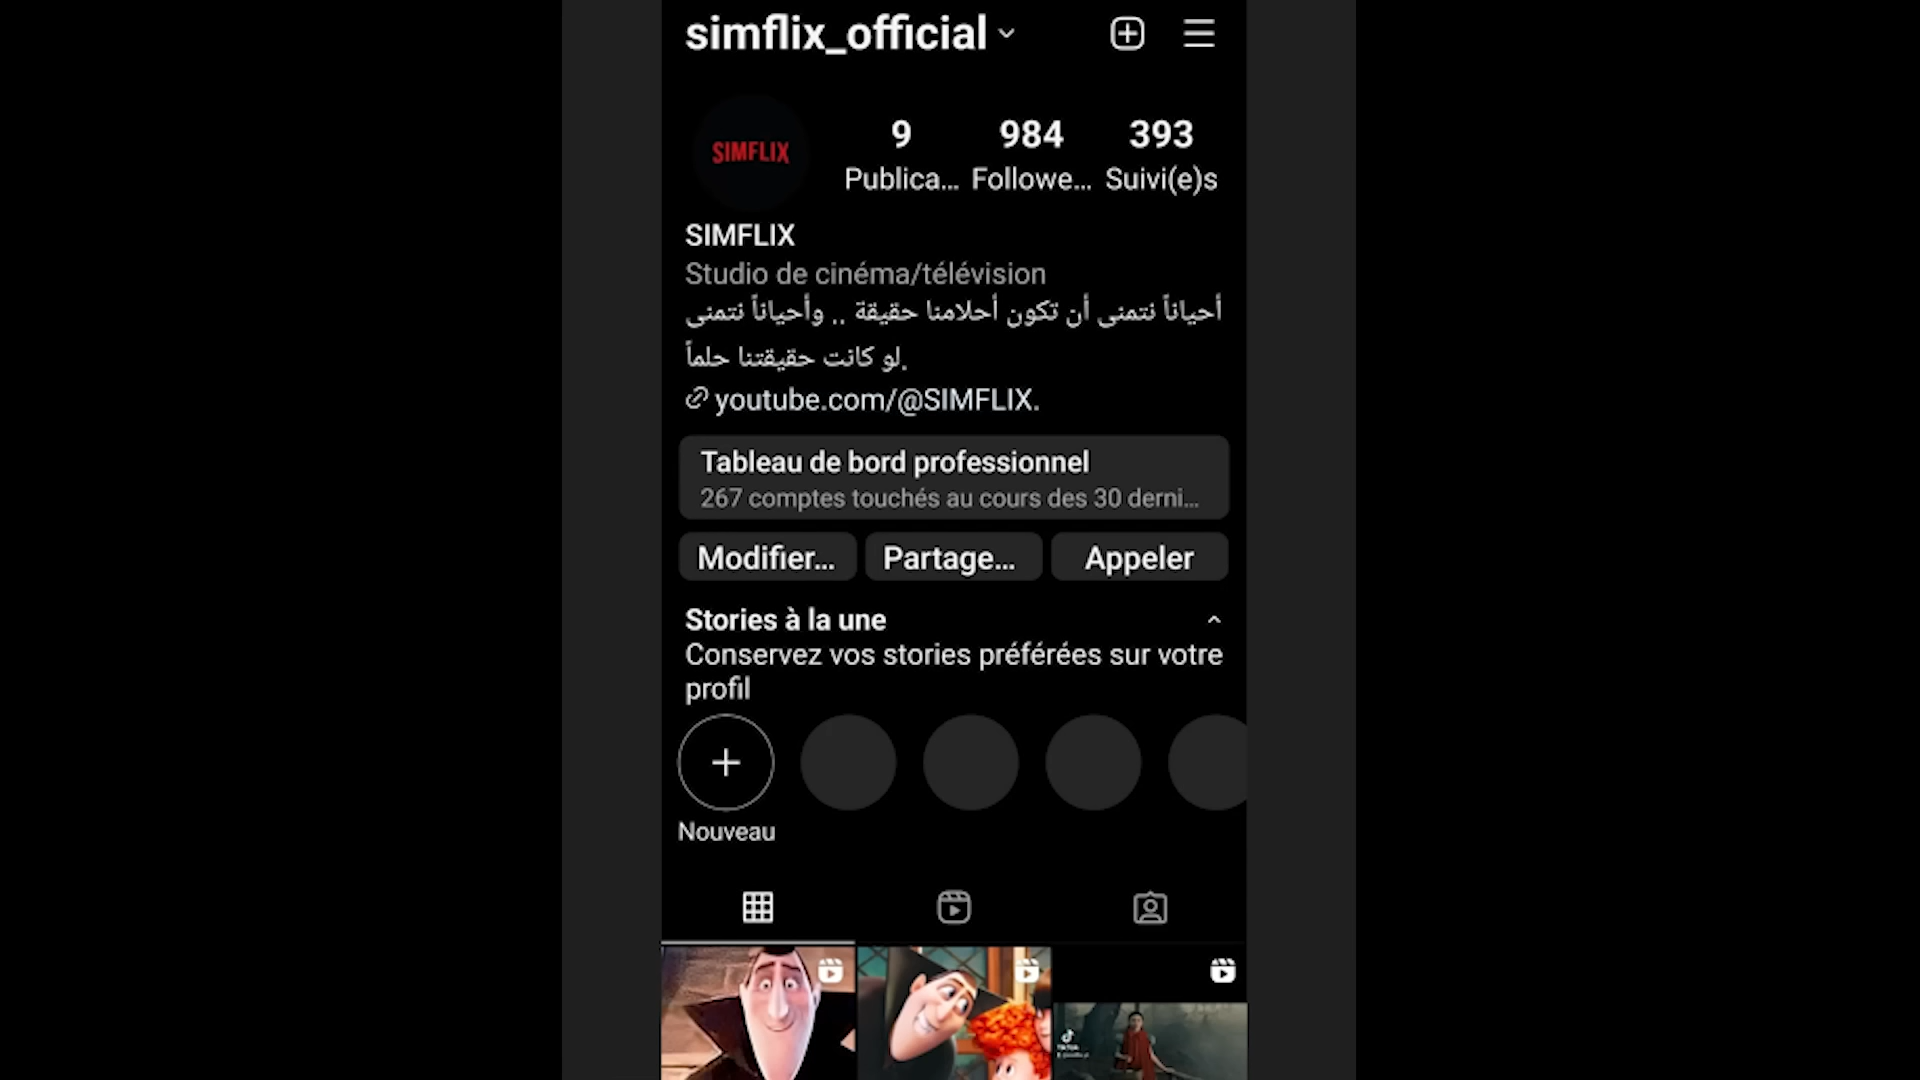 simflix_official
SIMFLIX
9
984
393
Publica...
Followe...
Suivi(e)s
SIMFLIX
Studio de cinéma/télévision
أحياناً نتمنى أن تكون أحلامنا حقيقة .. وأحياناً نتمنى
لو كانت حقيقتنا حلماً.
youtube.com/@SIMFLIX.
Tableau de bord professionnel
267 comptes touchés au cours des 30 derni...
Modifier...
Partage...
Appeler
Stories à la une
Conservez vos stories préférées sur votre
profil
Nouveau
TikTok